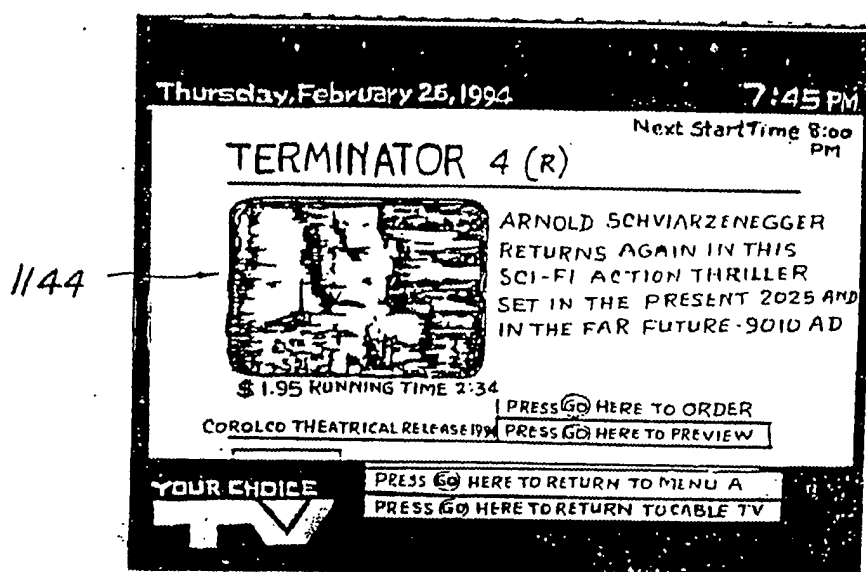 Thursday, February 26, 1994
7:45 PM
Next Start Time 8:00
PM
TERMINATOR 4 (R)
1144
ARNOLD SCHVIARZENEGGER
RETURNS AGAIN IN THIS
SCI-FI ACTION THRILLER
SET IN THE PRESENT 2025 AND
IN THE FAR FUTURE-9010 AD
$1.95 RUNNING TIME 2:34
COROLCO THEATRICAL RELEASE
PRESS GO HERE TO ORDER
PRESS GO HERE TO PREVIEW
YOUR CHOICE
TV
PRESS GO HERE TO RETURN TO MENU A
PRESS GO HERE TO RETURN TO CABLE TV